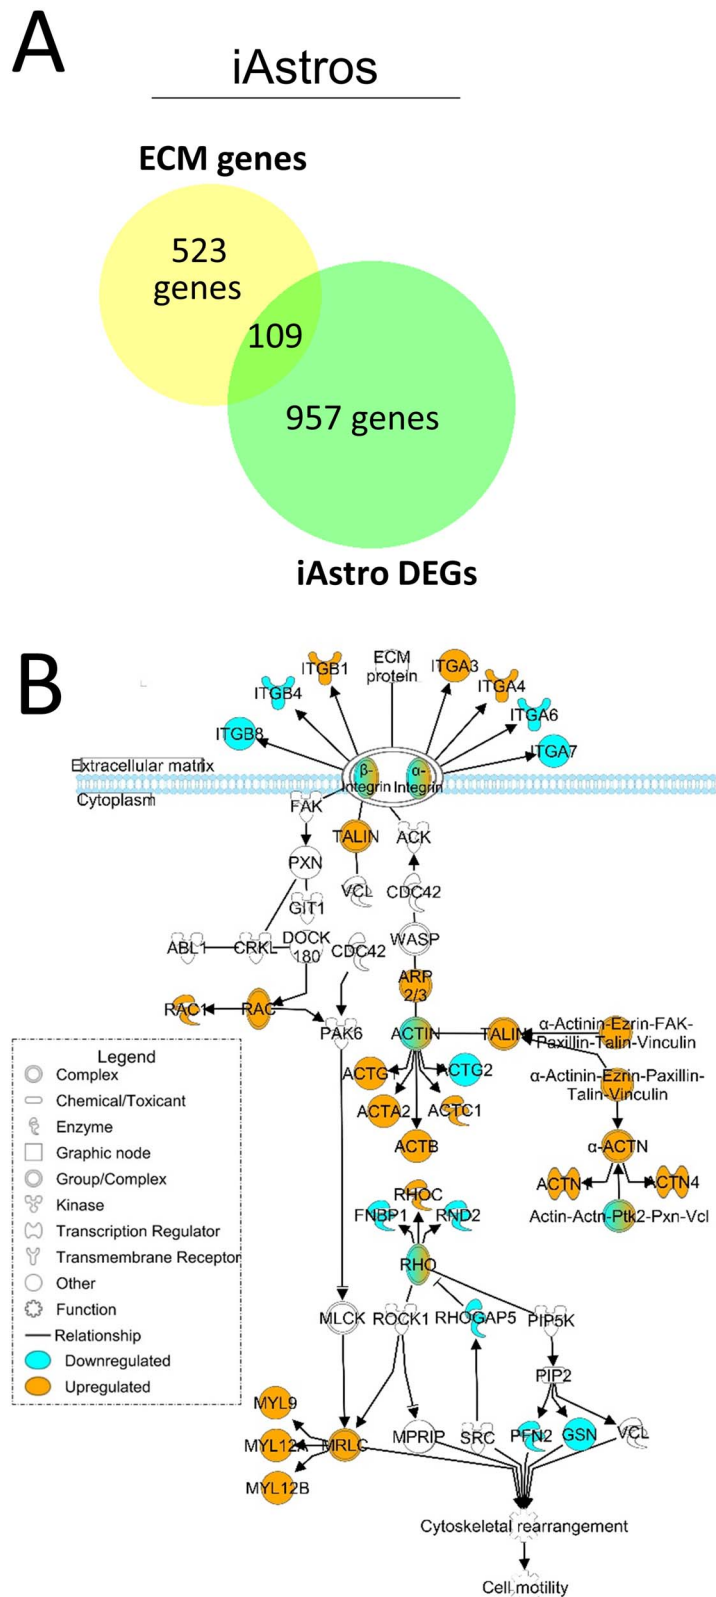 A
iAstros
ECM genes
523
genes
109
957 genes
iAstro DEGs
B
ITGB1
ECM
protein
ITGA3
ITGB4
ITGA4
ITGB8
ITGA6
ITGA7
Extracellular matrix
β-
Integrin
α-
Integrin
Cytoplasm
FAK
TALIN
ACK
PXN
VCL
CDC42
GIT1
ABL1
CRKL
DOCK
180
CDC42
WASP
ARP
2/3
RAC1
RAC
PAK6
ACTIN
TALIN
α-Actinin-Ezrin-FAK-
Paxillin-Talin-Vinculin
ACTG1
ACTG2
α-Actinin-Ezrin-Paxillin-
Talin-Vinculin
ACTA2
ACTC1
ACTB
α-ACTN
ACTN1
ACTN4
Actin-Actn-Ptk2-Pxn-Vcl
RHOC
FNBP1
RND2
RHO
MLCK
ROCK1
RHOGAP5
PIP5K
PIP2
MYL9
MYL12A
MRLC
MPRIP
SRC
PFN2
GSN
VCL
MYL12B
Cytoskeletal rearrangement
Cell motility
Legend
Complex
Chemical/Toxicant
Enzyme
Graphic node
Group/Complex
Kinase
Transcription Regulator
Transmembrane Receptor
Other
Function
Relationship
Downregulated
Upregulated